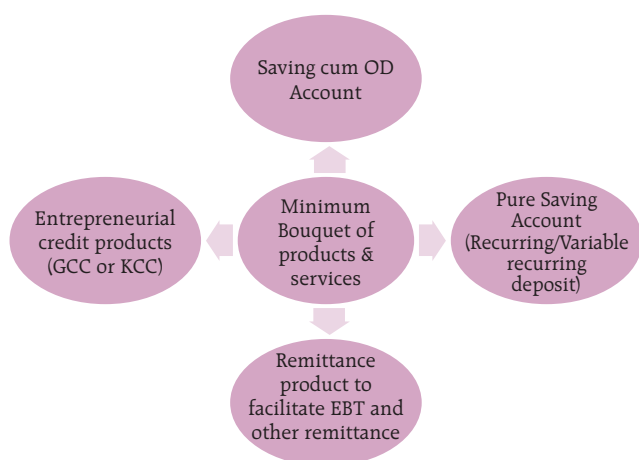 Saving cum OD
Account
Entrepreneurial
credit products
(GCC or KCC)
Minimum
Bouquet of
products &
services
Pure Saving
Account
(Recurring/Variable
recurring
deposit)
Remittance
product to
facilitate EBT and
other remittance